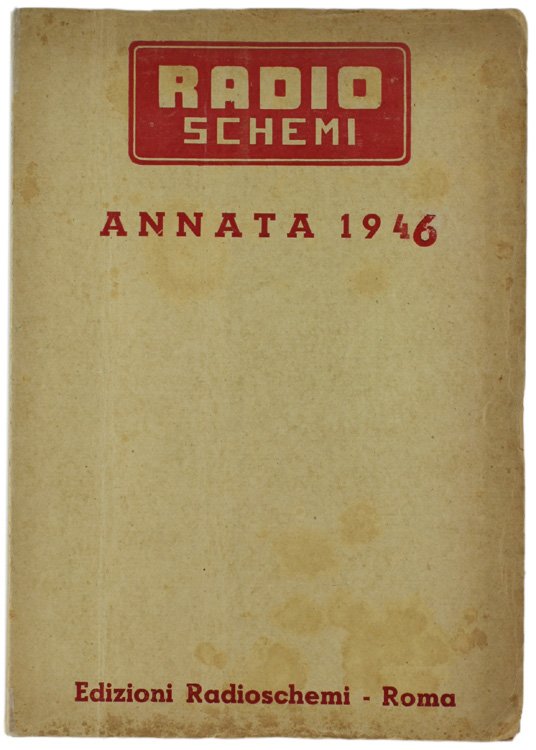 RADIO
SCHEMI
ANNATA 1946
Edizioni Radioschemi - Roma